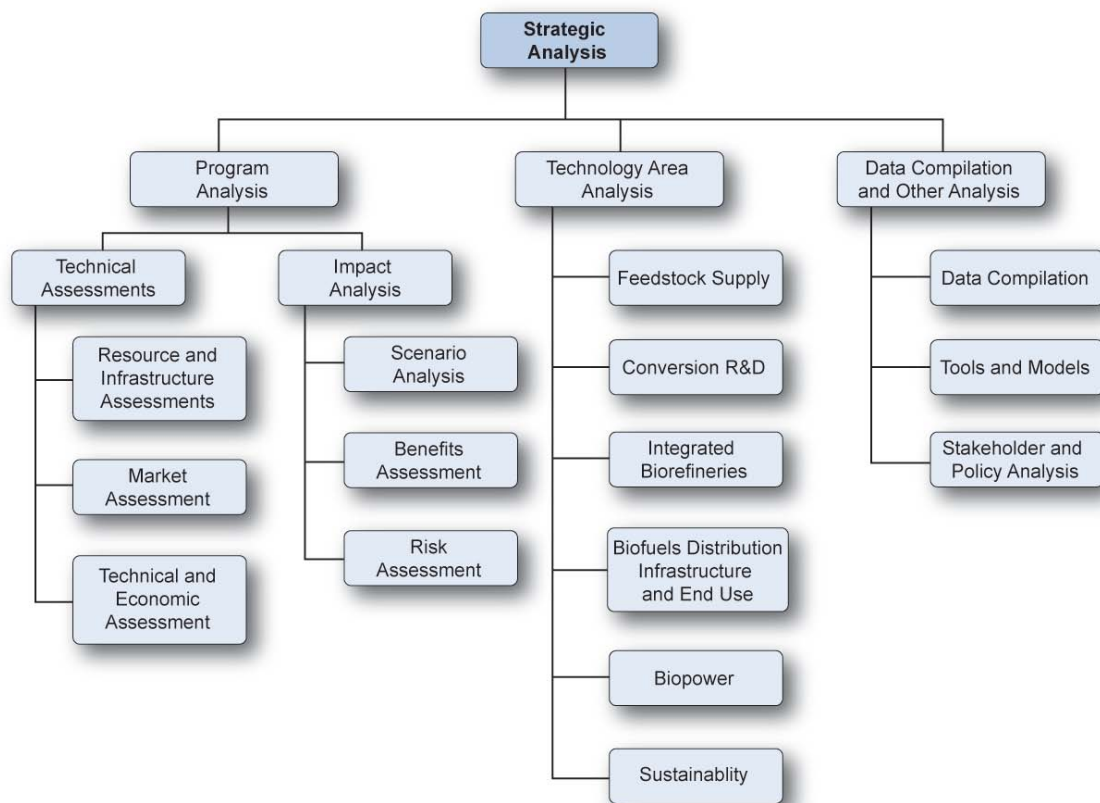 Strategic
Analysis
Program
Analysis
Technology Area
Analysis
Data Compilation
and Other Analysis
Technical
Assessments
Impact
Analysis
Resource and
Infrastructure
Assessments
Market
Assessment
Technical and
Economic
Assessment
Scenario
Analysis
Benefits
Assessment
Risk
Assessment
Feedstock Supply
Conversion R&D
Integrated
Biorefineries
Biofuels Distribution
Infrastructure
and End Use
Biopower
Sustainablity
Data Compilation
Tools and Models
Stakeholder and
Policy Analysis